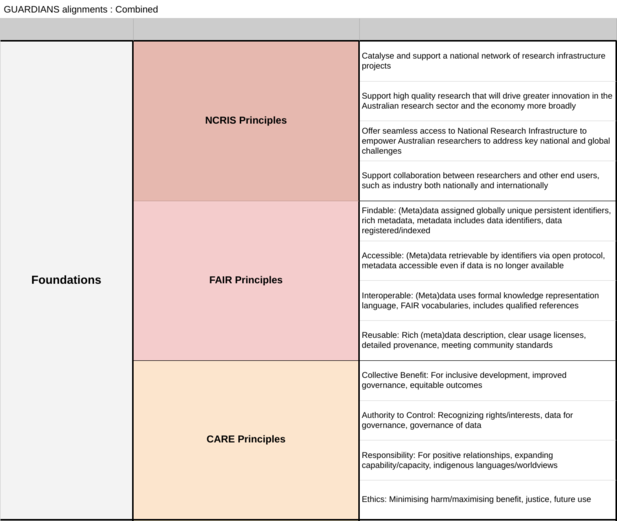 GUARDIANS alignments : Combined
Foundations
NCRIS Principles
Catalyse and support a national network of research infrastructure
projects
Support high quality research that will drive greater innovation in the
Australian research sector and the economy more broadly
Offer seamless access to National Research Infrastructure to
empower Australian researchers to address key national and global
challenges
Support collaboration between researchers and other end users,
such as industry both nationally and internationally
FAIR Principles
Findable: (Meta)data assigned globally unique persistent identifiers,
rich metadata, metadata includes data identifiers, data
registered/indexed
Accessible: (Meta)data retrievable by identifiers via open protocol,
metadata accessible even if data is no longer available
Interoperable: (Meta)data uses formal knowledge representation
language, FAIR vocabularies, includes qualified references
Reusable: Rich (meta)data description, clear usage licenses,
detailed provenance, meeting community standards
CARE Principles
Collective Benefit: For inclusive development, improved
governance, equitable outcomes
Authority to Control: Recognizing rights/interests, data for
governance, governance of data
Responsibility: For positive relationships, expanding
capability/capacity, indigenous languages/worldviews
Ethics: Minimising harm/maximising benefit, justice, future use